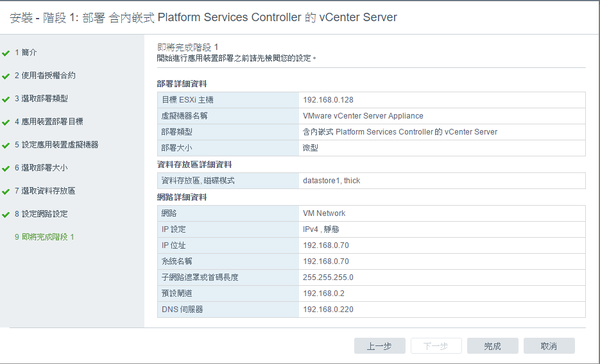 安裝 - 階段 1: 部署 含內嵌式 Platform Services Controller 的 vCenter Server
1 簡介
2 使用者授權合約
3 選取部署類型
4 應用裝置部署目標
5 設定應用裝置虛擬機器
6 選取部署大小
7 選取資料存放區
8 設定網路設定
9 即將完成階段 1
即將完成階段 1
開始進行應用裝置部署之前請先檢閱您的設定。
部署詳細資料
目標 ESXi 主機 192.168.0.128
虛擬機器名稱 VMware vCenter Server Appliance
部署類型 含內嵌式 Platform Services Controller 的 vCenter Server
部署大小 微型
資料存放區詳細資料
資料存放區, 磁碟模式 datastore1, thick
網路詳細資料
網路 VM Network
IP 設定 IPv4 , 靜態
IP 位址 192.168.0.70
系統名稱 192.168.0.70
子網路遮罩或首碼長度 255.255.255.0
預設閘道 192.168.0.2
DNS 伺服器 192.168.0.220
上一步 下一步 完成 取消